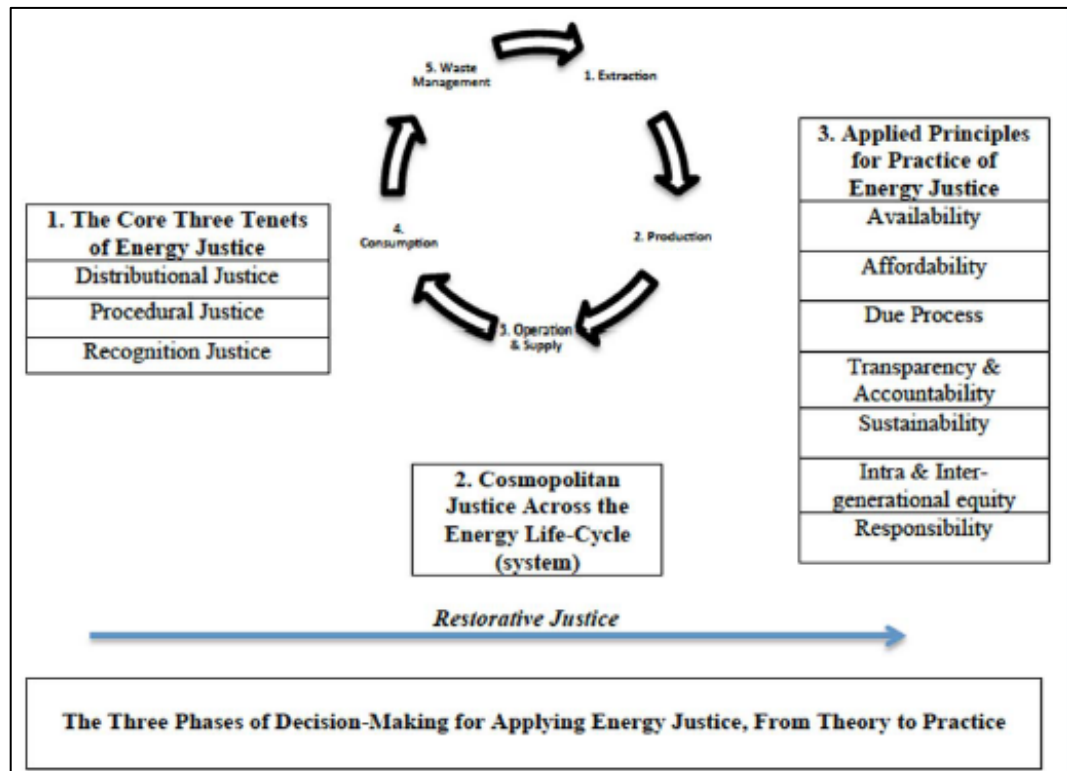 5. Waste
Management
1. Extraction
2. Production
3. Operation
& Supply
4.
Consumption
1. The Core Three Tenets
of Energy Justice
Distributional Justice
Procedural Justice
Recognition Justice
2. Cosmopolitan
Justice Across the
Energy Life-Cycle
(system)
3. Applied Principles
for Practice of
Energy Justice
Availability
Affordability
Due Process
Transparency &
Accountability
Sustainability
Intra & Inter-
generational equity
Responsibility
Restorative Justice
The Three Phases of Decision-Making for Applying Energy Justice, From Theory to Practice